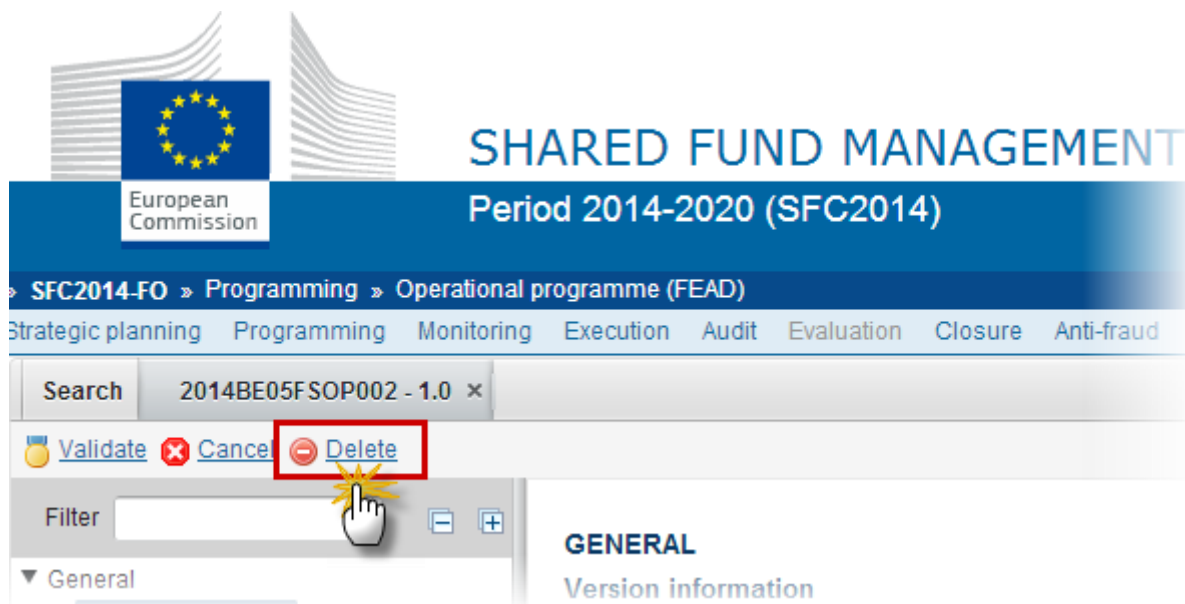 SHARED FUND MANAGEMENT
European
Commission
Period 2014-2020 (SFC2014)
» SFC2014-FO » Programming » Operational programme (FEAD)
Strategic planning Programming Monitoring Execution Audit Evaluation Closure Anti-fraud
Search 2014BE05FSOP002 - 1.0 ×
Validate Cancel Delete
Filter
GENERAL
General
Version information